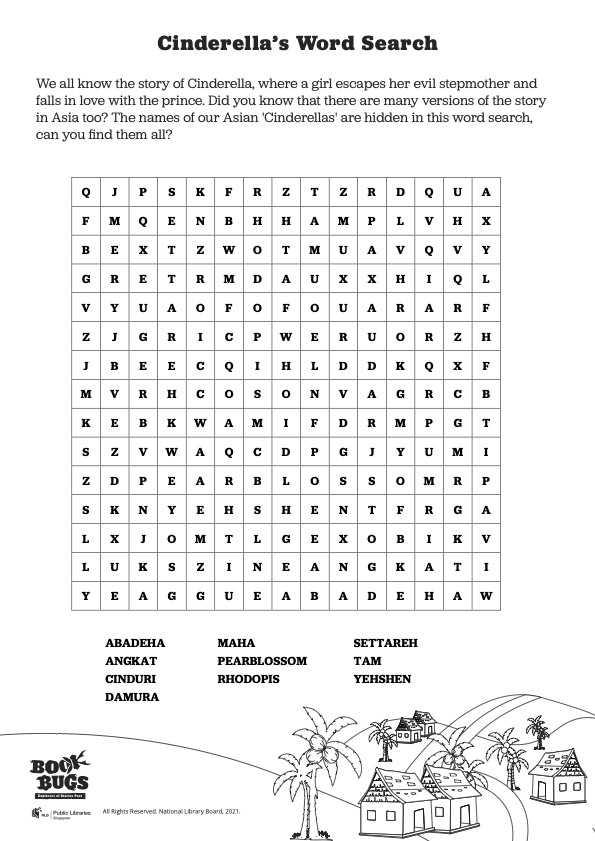 Cinderella's Word Search
We all know the story of Cinderella, where a girl escapes her evil stepmother and
falls in love with the prince. Did you know that there are many versions of the story
in Asia too? The names of our Asian 'Cinderellas' are hidden in this word search,
can you find them all?
Q J P S K F R Z T Z R D Q U A
F M Q E N B H H A M P L V H X
B E X T Z W O T M U A V Q V Y
G R E T R M D A U X X H I Q L
V Y U A O F O F O U A R A R F
Z J G R I C P W E R U O R Z H
J B E E C Q I H L D D K Q X F
M V R H C O S O N V A G R C B
K E B K W A M I F D R M P G T
S Z V W A Q C D P G J Y U M I
Z D P E A R B L O S S O M R P
S K N Y E H S H E N T F R G A
L X J O M T L G E X O B I K V
L U K S Z I N E A N G K A T I
Y E A G G U E A B A D E H A W
ABADEHA MAHA SETTAREH
ANGKAT PEARBLOSSOM TAM
CINDURI RHODOPIS YEHSHEN
DAMURA
BOOK
BUGS
Explorers of Stories Past
NLB Public Libraries
Singapore
All Rights Reserved. National Library Board, 2021.